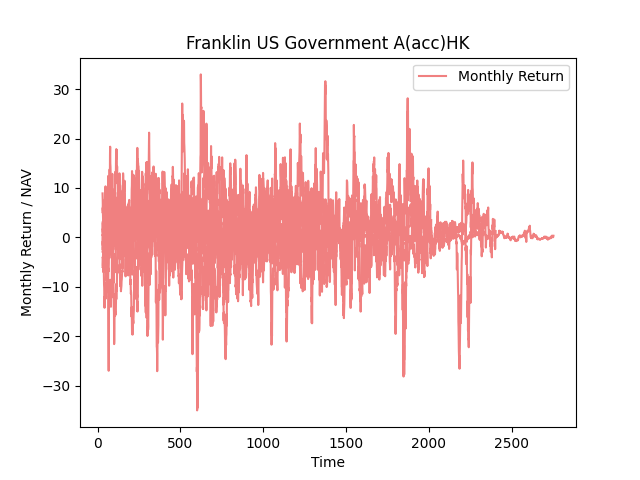 Franklin US Government A(acc)HK
Monthly Return
Monthly Return / NAV
30
20
10
0
−10
−20
−30
0 500 1000 1500 2000 2500
Time